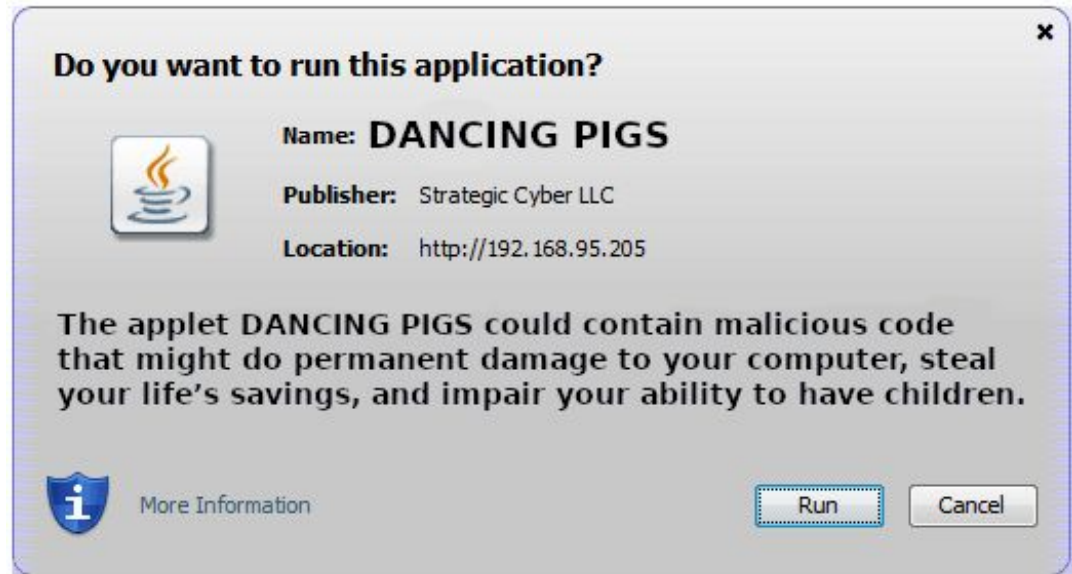 Do you want to run this application?
Name: DANCING PIGS
Publisher: Strategic Cyber LLC
Location: http://192.168.95.205
The applet DANCING PIGS could contain malicious code
that might do permanent damage to your computer, steal
your life’s savings, and impair your ability to have children.
More Information
Run
Cancel